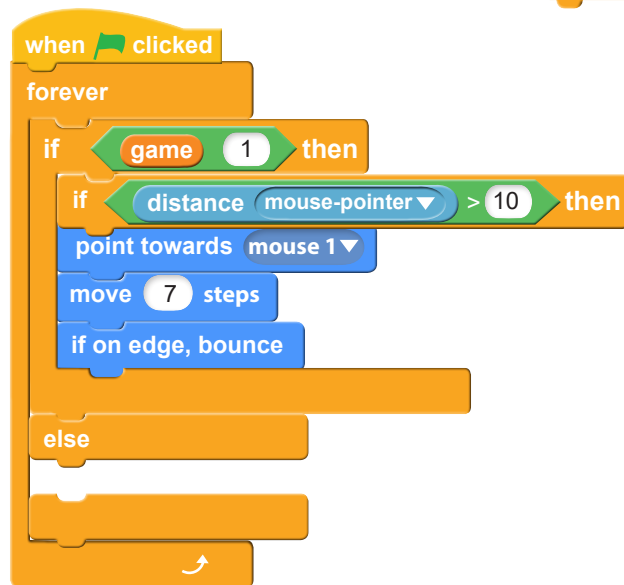 when clicked
forever
if game 1 then
if distance mouse-pointer > 10 then
point towards mouse 1
move 7 steps
if on edge, bounce
else